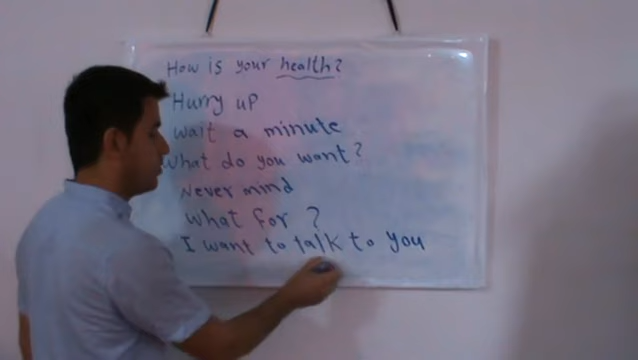 How is your health?
Hurry up
wait a minute
What do you want?
Never mind
What for?
I want to talk to you